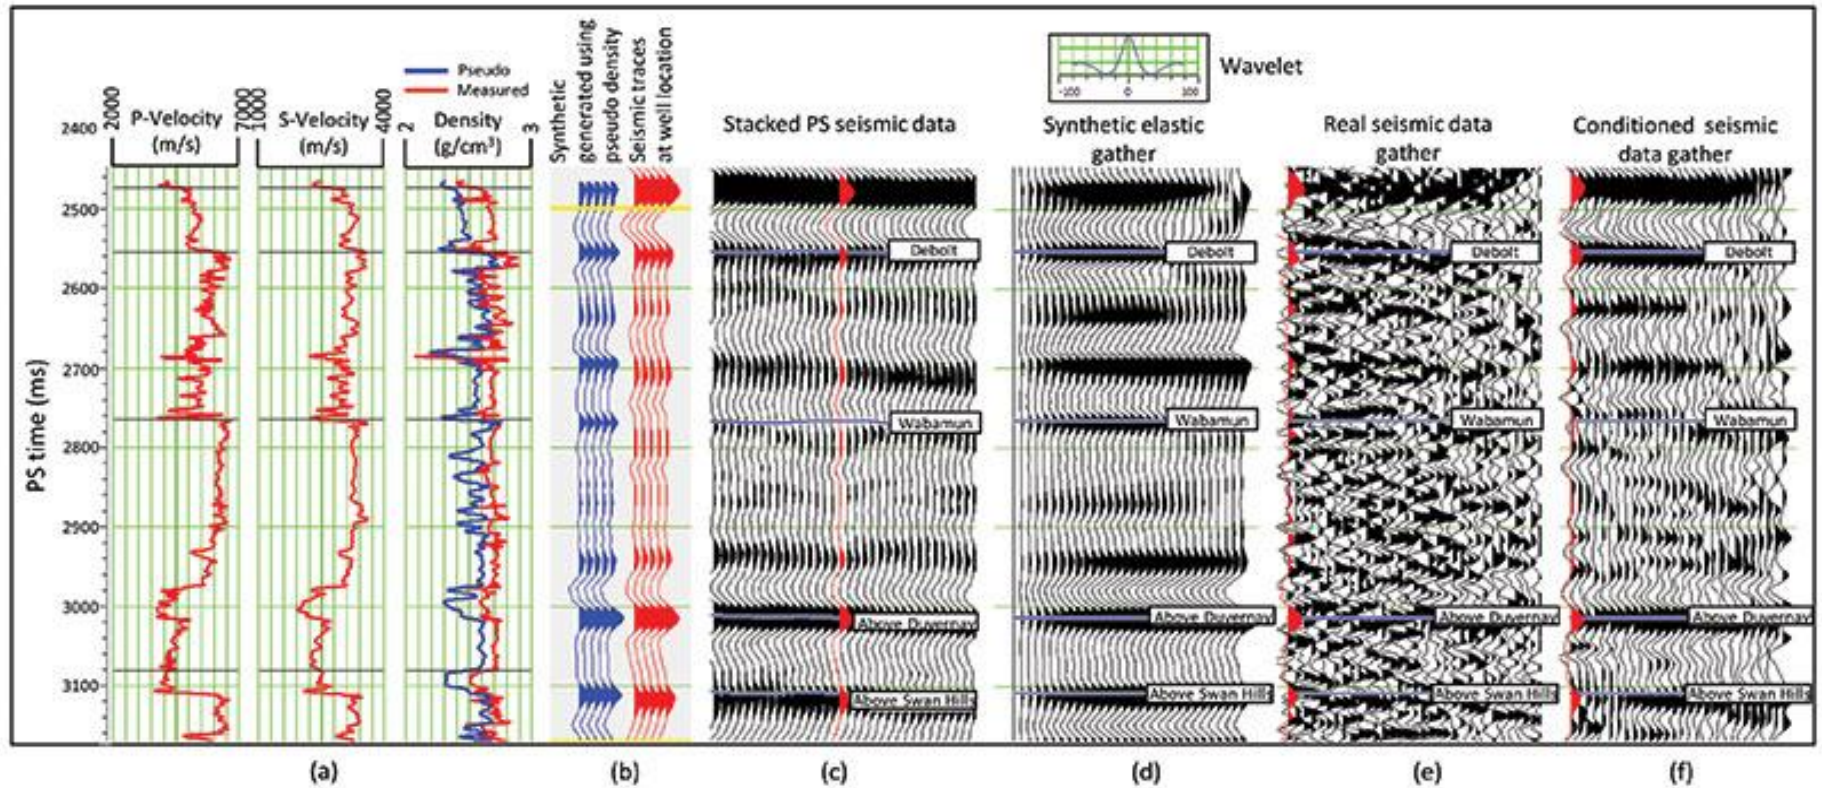 Pseudo
Measured
2000
P-Velocity
(m/s)
7000
1000
S-Velocity
(m/s)
4000
2
Density
(g/cm³)
3
Synthetic
generated using
pseudo density
Seismic traces
at well location
Stacked PS seismic data
-100
0
100
Wavelet
Synthetic elastic
gather
Real seismic data
gather
Conditioned seismic
data gather
PS time (ms)
2400
2500
2600
2700
2800
2900
3000
3100
Debolt
Debolt
Debolt
Debolt
Wabamun
Wabamun
Wabamun
Wabamun
Above Duvernay
Above Duvernay
Above Duvernay
Above Duvernay
Above Swan Hills
Above Swan Hills
Above Swan Hills
Above Swan Hills
(a)
(b)
(c)
(d)
(e)
(f)